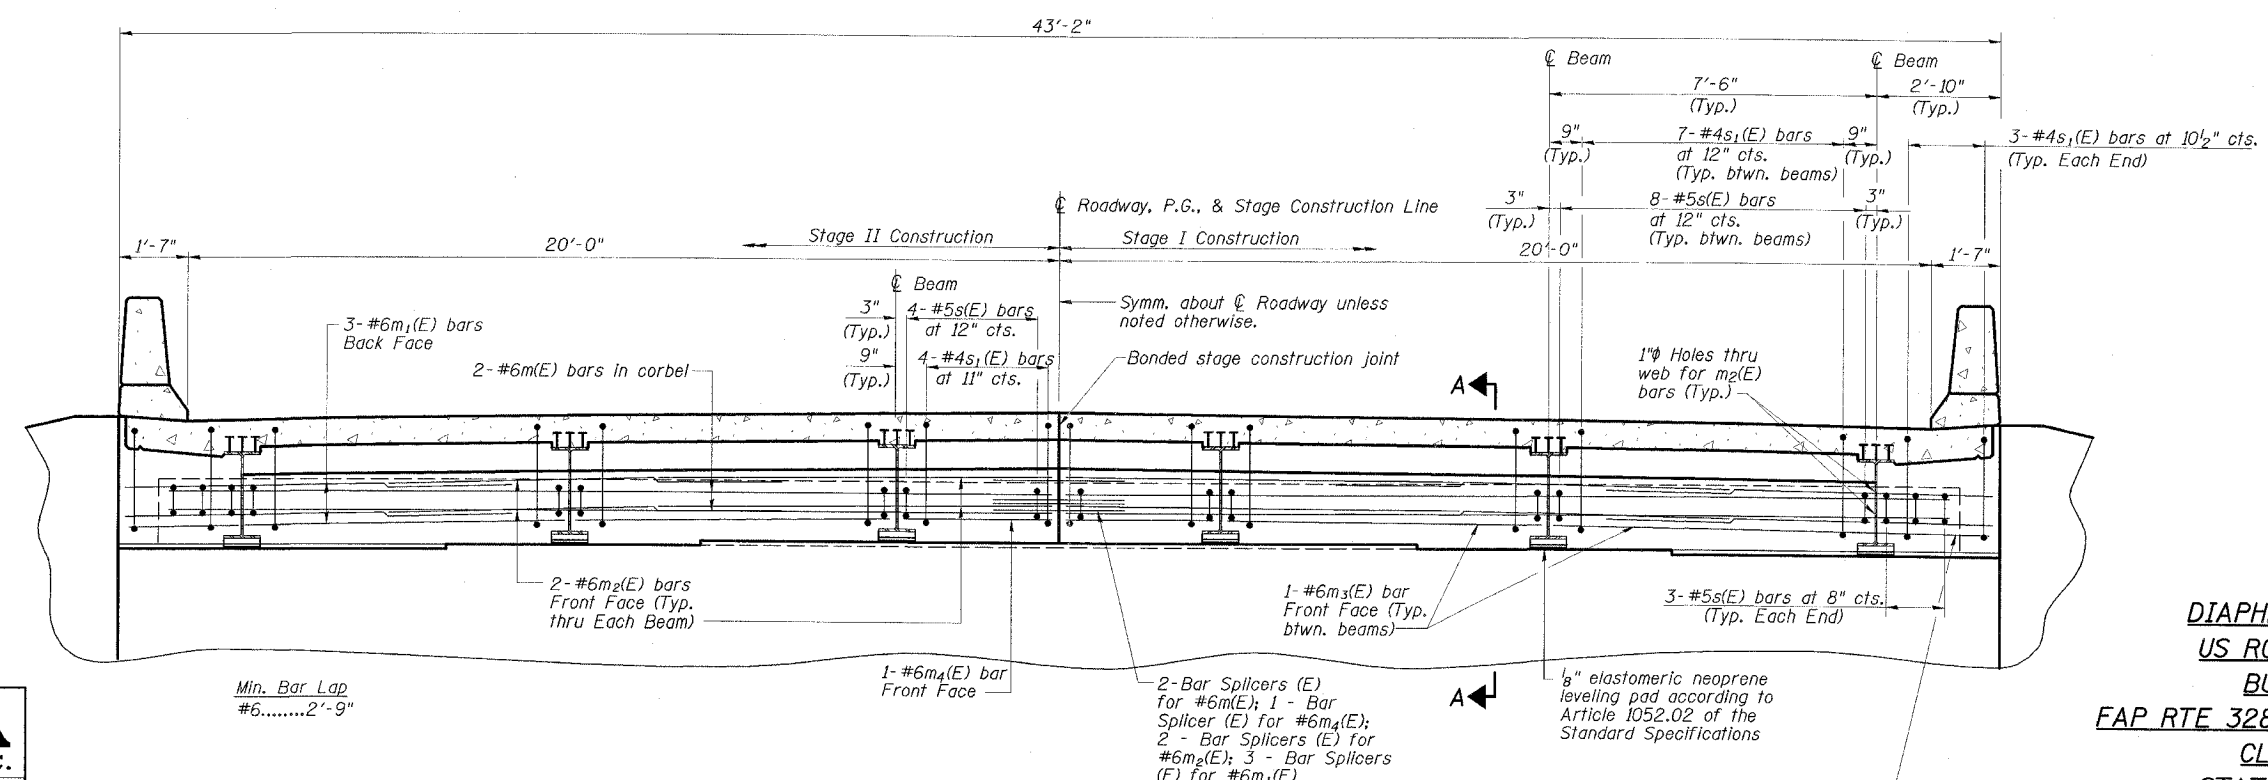 43'-2"
℄ Beam
℄ Beam
7'-6"
(Typ.)
2'-10"
(Typ.)
9"
(Typ.)
7-#4s₁(E) bars
at 12" cts.
(Typ. btwn. beams)
9"
(Typ.)
3-#4s₁(E) bars at 10½" cts.
(Typ. Each End)
3"
(Typ.)
8-#5s(E) bars
at 12" cts.
(Typ. btwn. beams)
3"
(Typ.)
℄ Roadway, P.G., & Stage Construction Line
1'-7"
20'-0"
Stage II Construction
Stage I Construction
20'-0"
1'-7"
℄ Beam
3"
(Typ.)
4-#5s(E) bars
at 12" cts.
9"
(Typ.)
4-#4s₁(E) bars
at 11" cts.
Symm. about ℄ Roadway unless
noted otherwise.
Bonded stage construction joint
3-#6m₁(E) bars
Back Face
2-#6m(E) bars in corbel
A
1"ϕ Holes thru
web for m₂(E)
bars (Typ.)
2-#6m₂(E) bars
Front Face (Typ.
thru Each Beam)
1-#6m₄(E) bar
Front Face
1-#6m₃(E) bar
Front Face (Typ.
btwn. beams)
3-#5s(E) bars at 8" cts.
(Typ. Each End)
Min. Bar Lap
#6........2'-9"
2-Bar Splicers (E)
for #6m(E); 1 - Bar
Splicer (E) for #6m₄(E);
2 - Bar Splicers (E) for
#6m₂(E); 3 - Bar Splicers
(E) for #6m₁(E)
A
⅛" elastomeric neoprene
leveling pad according to
Article 1052.02 of the
Standard Specifications
DIAPH
US RO
BU
FAP RTE 328
CL
STAT